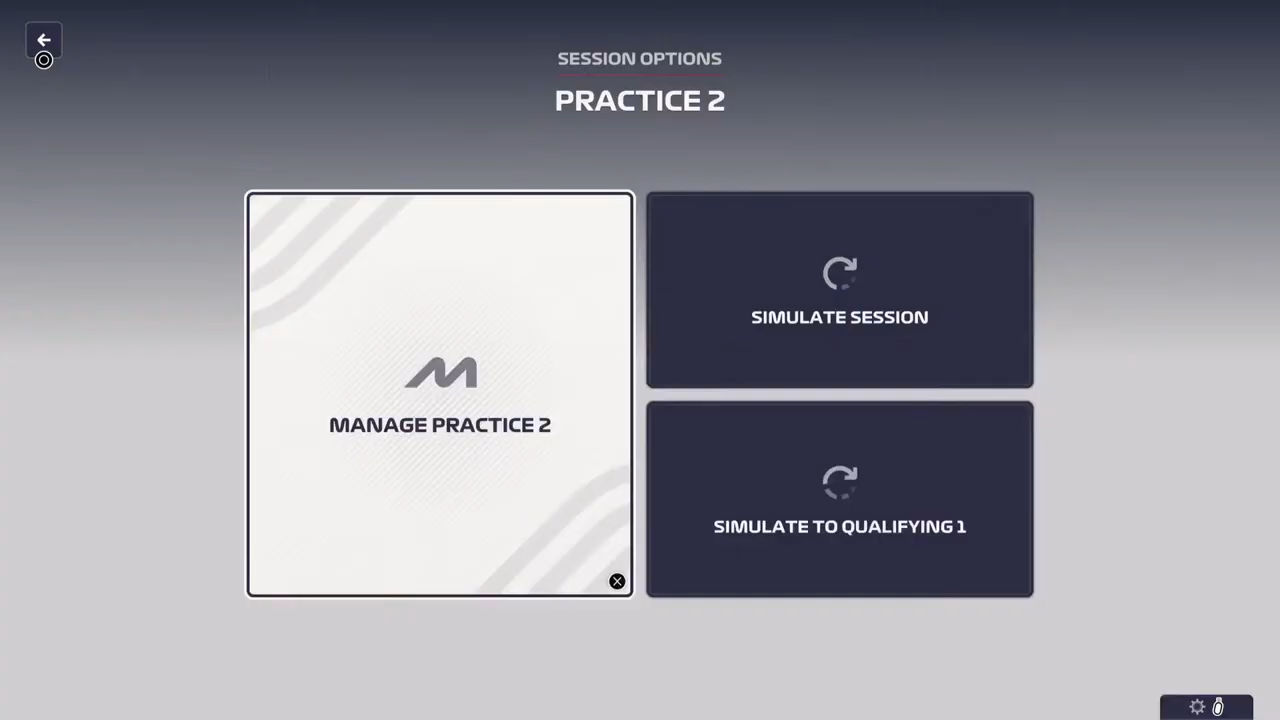 SESSION OPTIONS
PRACTICE 2
MANAGE PRACTICE 2
SIMULATE SESSION
SIMULATE TO QUALIFYING 1